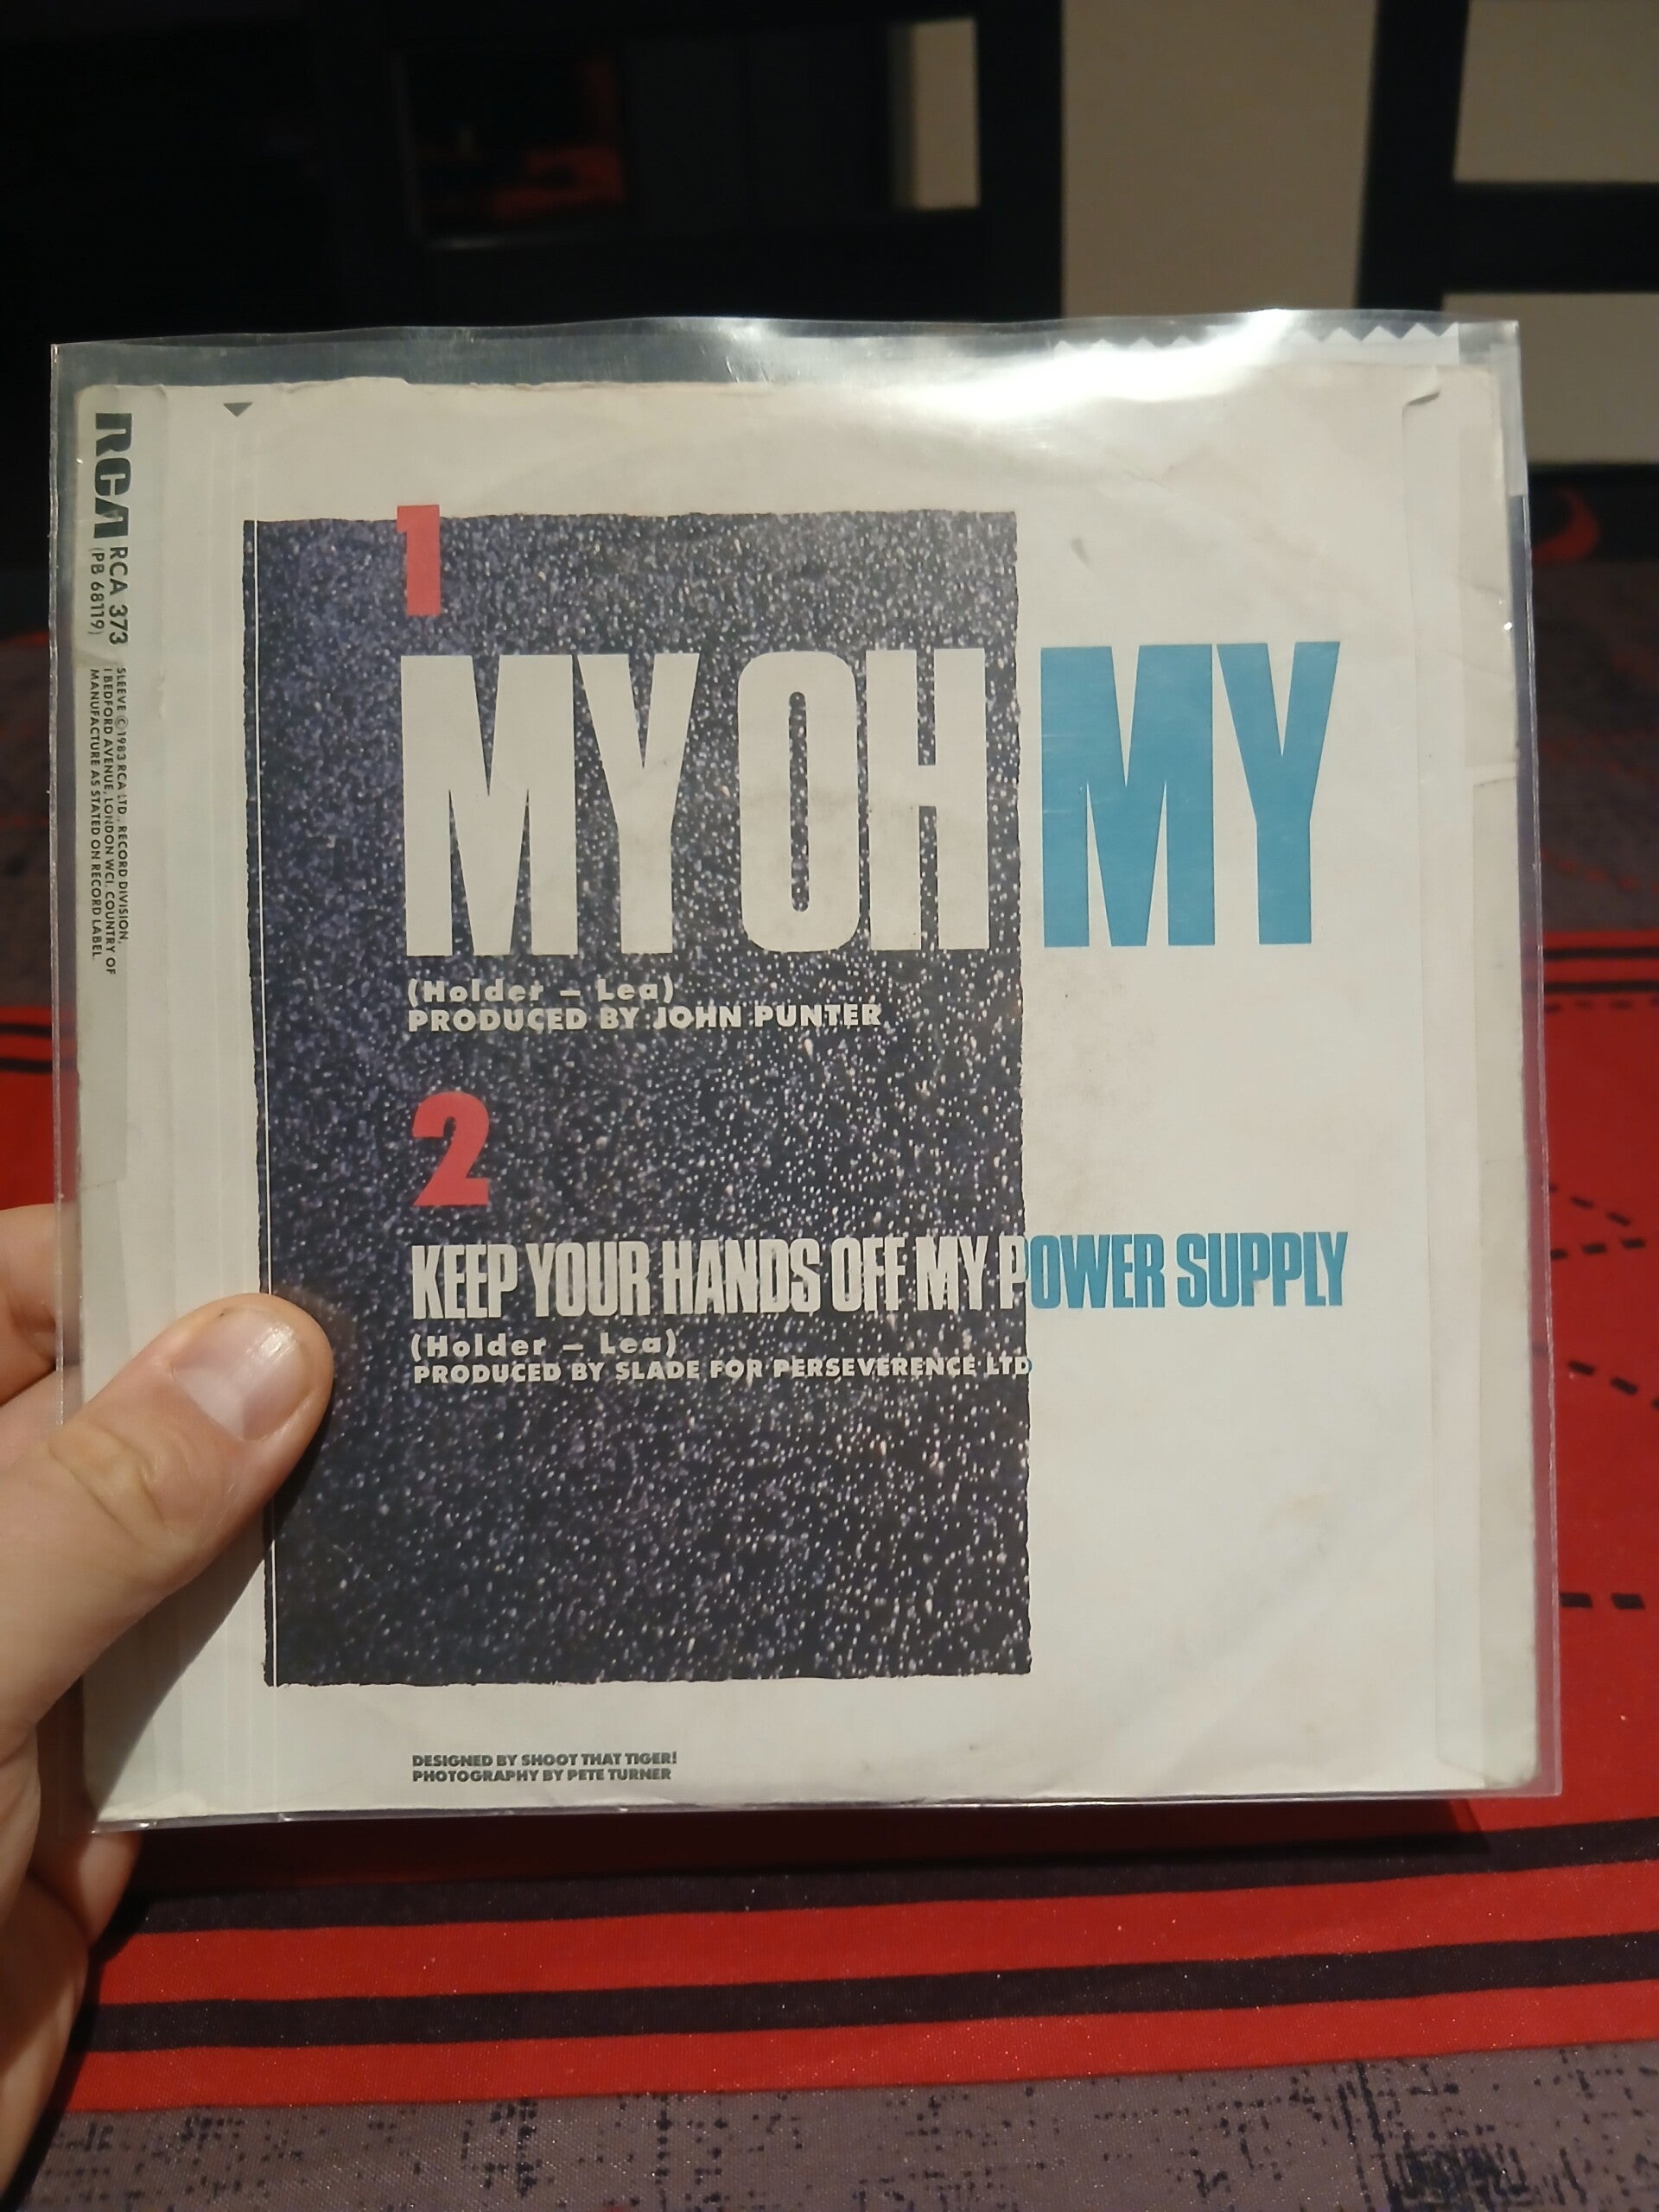 RCA RCA 373
(PB 68119)
SLEEVE ©1983 RCA LTD., RECORD DIVISION,
1 BEDFORD AVENUE, LONDON WC1. COUNTRY OF
MANUFACTURE AS STATED ON RECORD LABEL.
1
MY OH MY
(Holder – Lea)
PRODUCED BY JOHN PUNTER
2
KEEP YOUR HANDS OFF MY POWER SUPPLY
(Holder – Lea)
PRODUCED BY SLADE FOR PERSEVERENCE LTD
DESIGNED BY SHOOT THAT TIGER!
PHOTOGRAPHY BY PETE TURNER